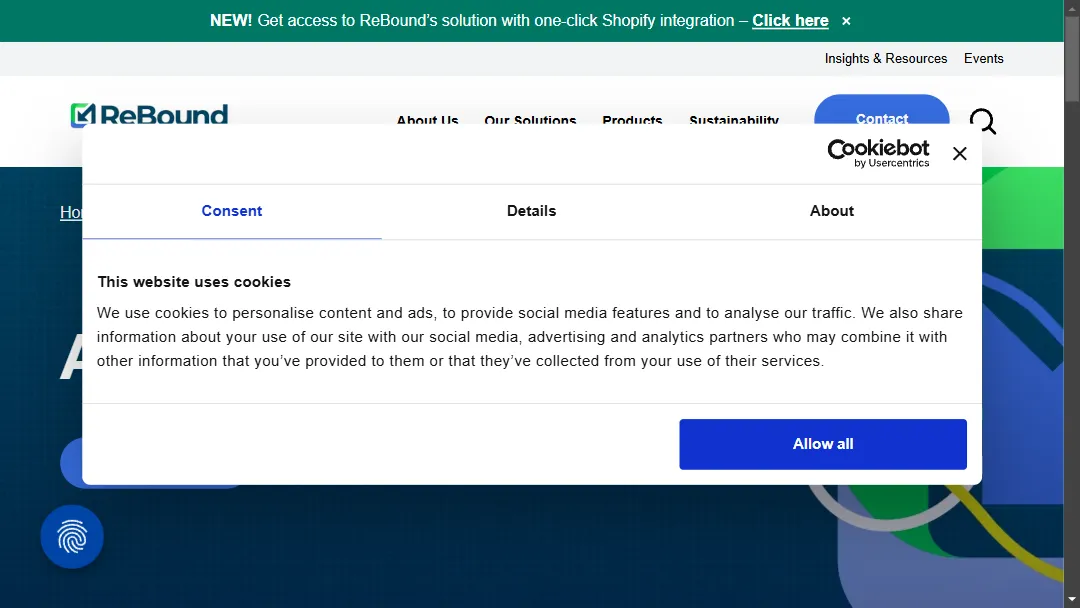 NEW! Get access to ReBound's solution with one-click Shopify integration – Click here ×
Insights & Resources Events
ReBound
About Us Our Solutions Products Sustainability Contact
Cookiebot
by Usercentrics
Consent Details About
This website uses cookies
We use cookies to personalise content and ads, to provide social media features and to analyse our traffic. We also share
information about your use of our site with our social media, advertising and analytics partners who may combine it with
other information that you've provided to them or that they've collected from your use of their services.
Allow all